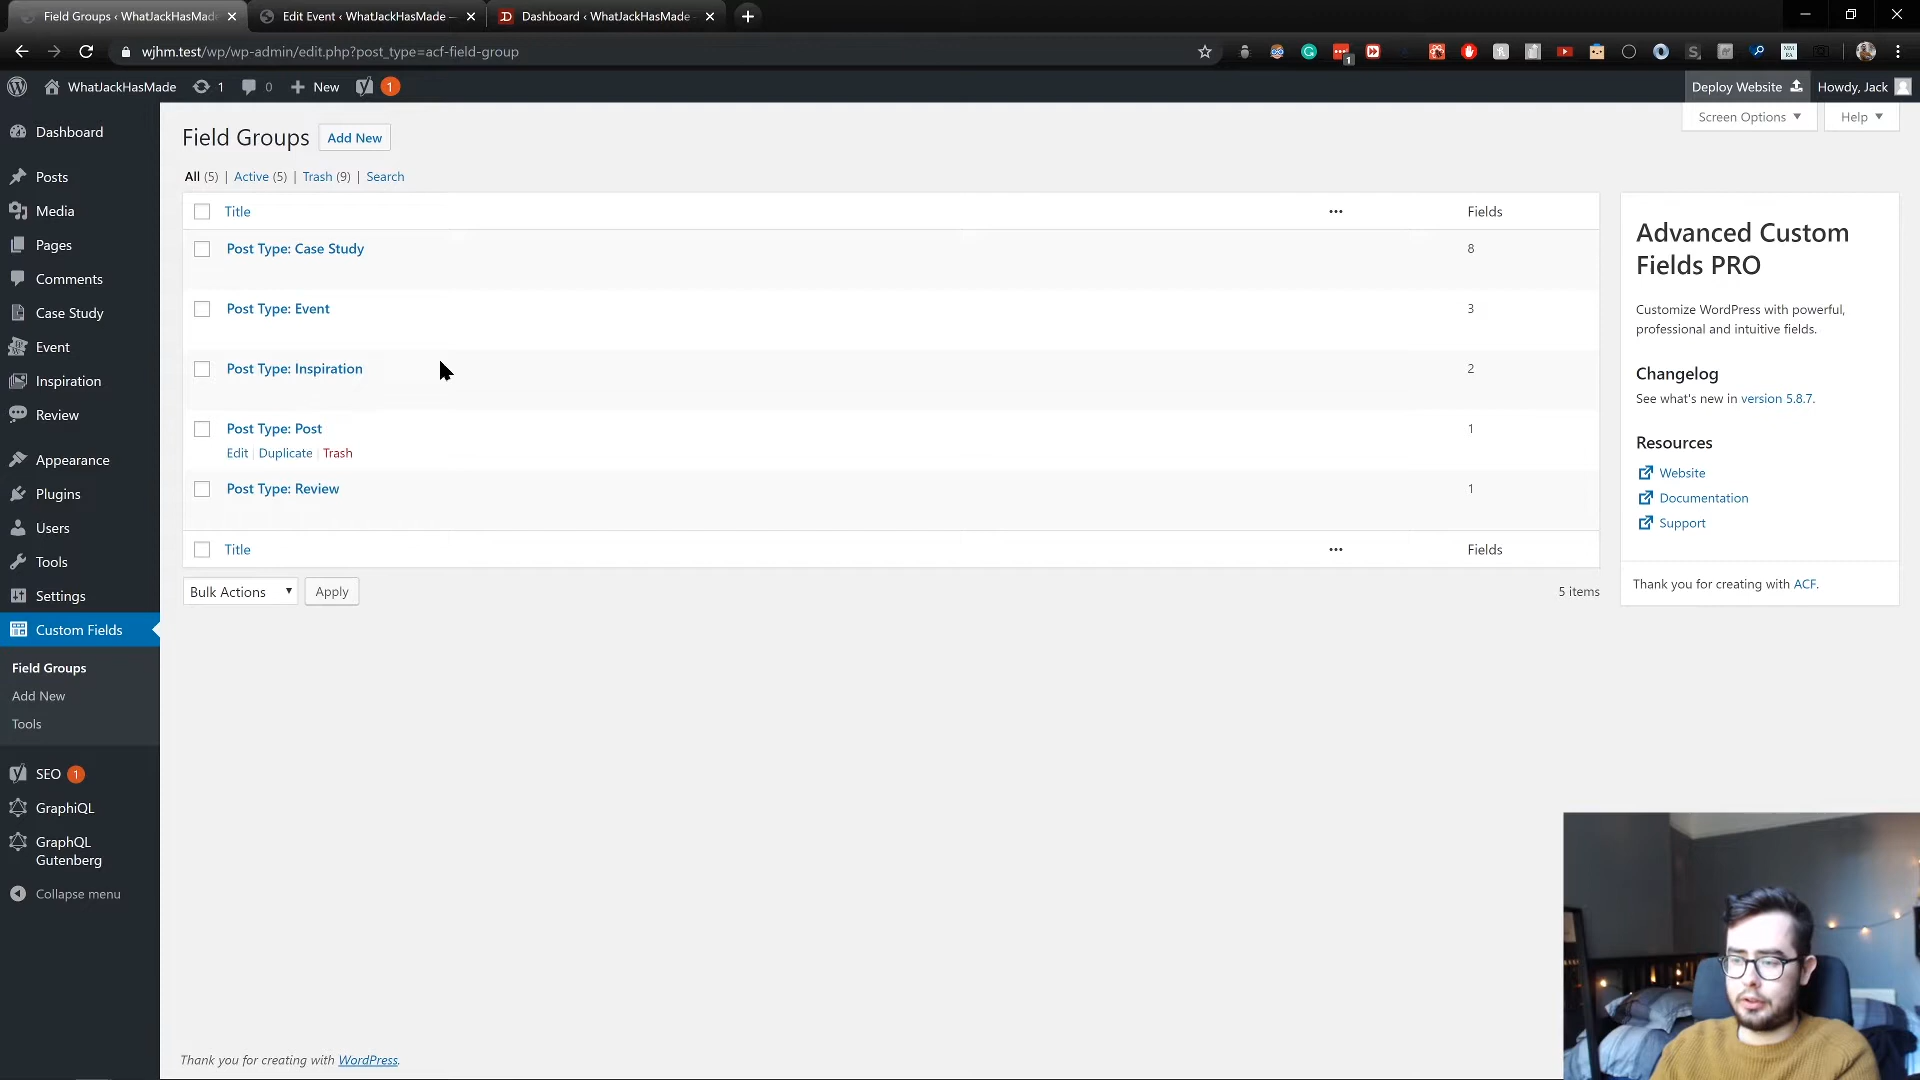 Field Groups ‹ WhatJackHasMad
Edit Event ‹ WhatJackHasMade —
Dashboard ‹ WhatJackHasMade
wjhm.test/wp/wp-admin/edit.php?post_type=acf-field-group
WhatJackHasMade
1
0
New
1
Deploy Website
Howdy, Jack
Screen Options
Help
Dashboard
Posts
Media
Pages
Comments
Case Study
Event
Inspiration
Review
Appearance
Plugins
Users
Tools
Settings
Custom Fields
Field Groups
Add New
Tools
SEO 1
GraphiQL
GraphQL
Gutenberg
Collapse menu
Field Groups Add New
All (5) | Active (5) | Trash (9) | Search
Title ••• Fields
Post Type: Case Study 8
Post Type: Event 3
Post Type: Inspiration 2
Post Type: Post 1
Edit | Duplicate | Trash
Post Type: Review 1
Title ••• Fields
Bulk Actions Apply 5 items
Advanced Custom
Fields PRO
Customize WordPress with powerful,
professional and intuitive fields.
Changelog
See what's new in version 5.8.7.
Resources
Website
Documentation
Support
Thank you for creating with ACF.
Thank you for creating with WordPress.